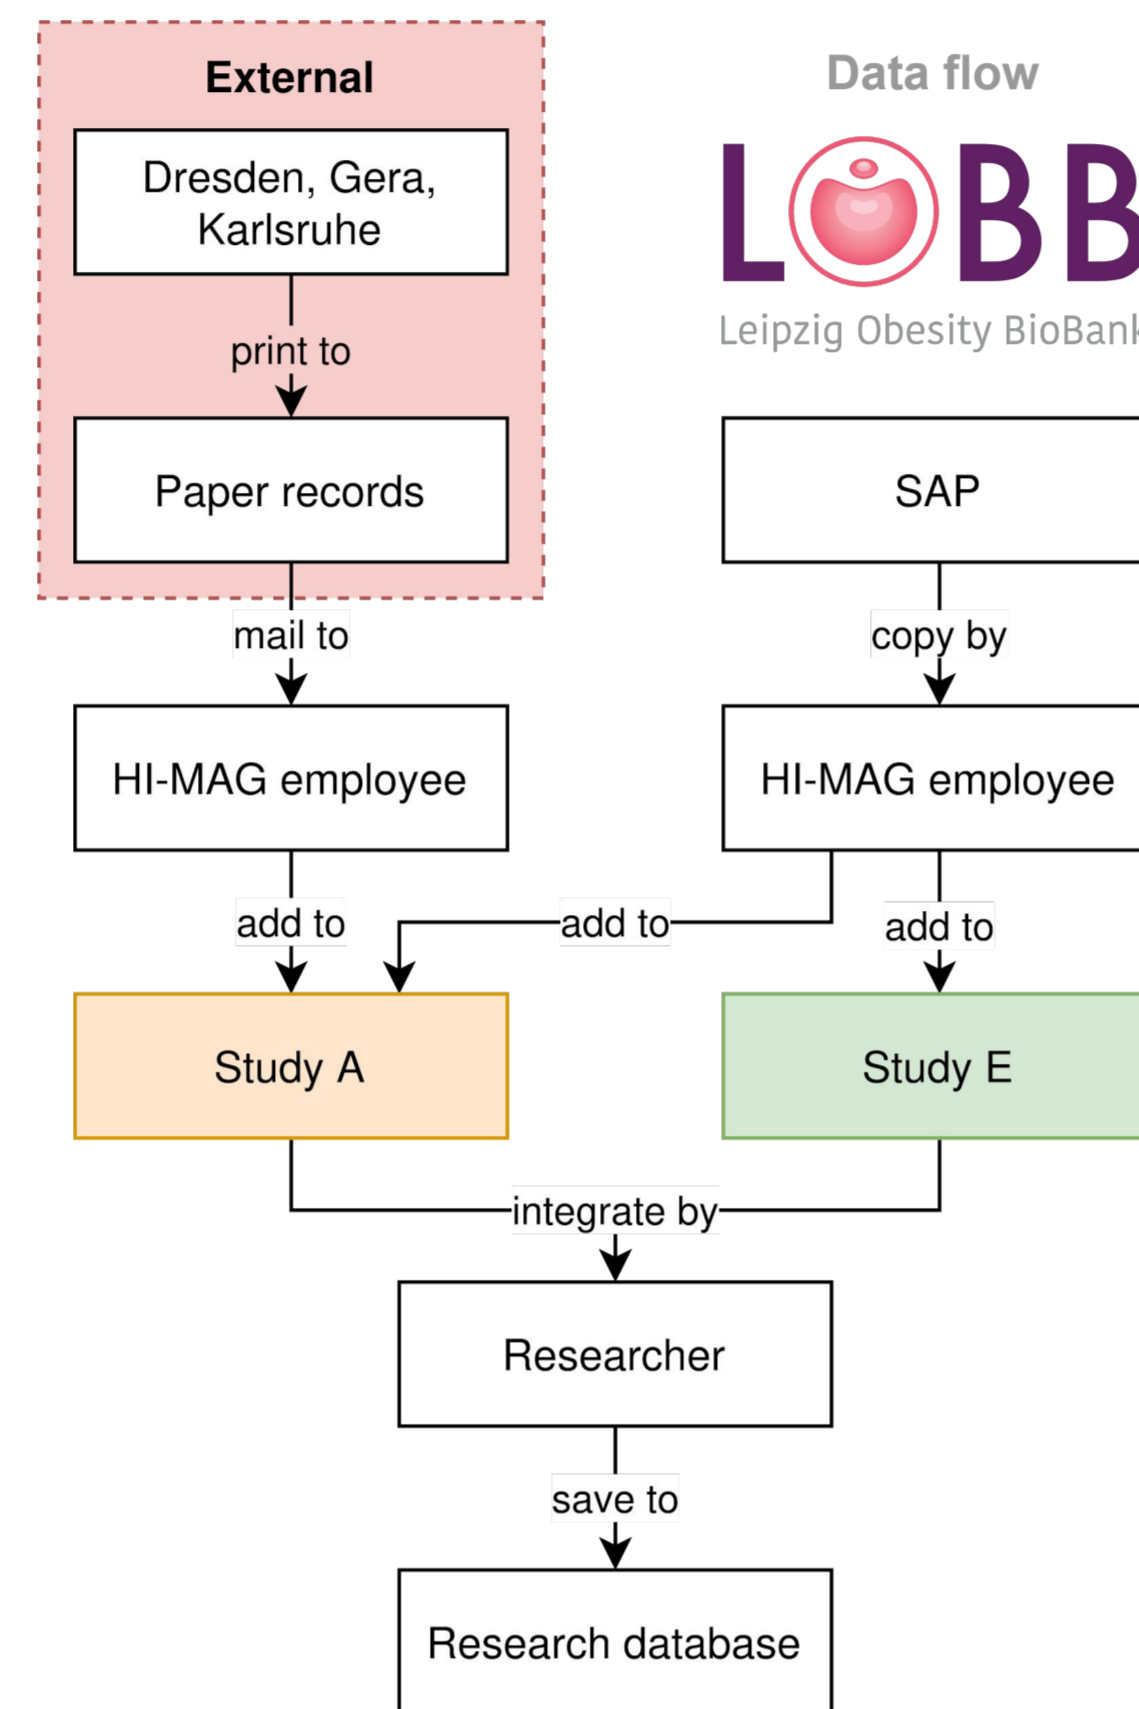 External
Dresden, Gera,
Karlsruhe
print to
Paper records
mail to
HI-MAG employee
add to
Study A
Data flow
LOBB
Leipzig Obesity BioBank
SAP
copy by
HI-MAG employee
add to
add to
Study E
integrate by
Researcher
save to
Research database